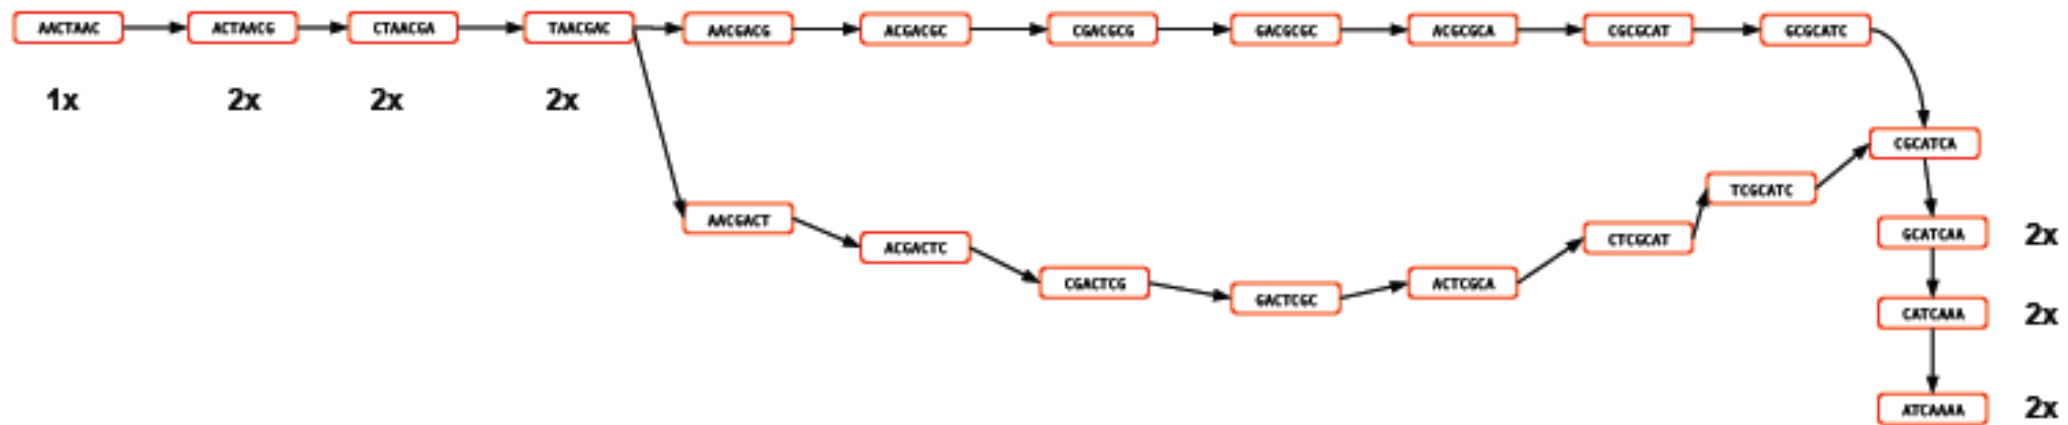 AACTAAC
ACTAACG
CTAACGA
TAACGAC
AACGACG
ACGACGC
CGACGCG
GACGCGC
ACGCGCA
CGCGCAT
GCGCATC
1x
2x
2x
2x
CGCATCA
TCGCATC
AACGACT
GCATCAA
2x
CTCGCAT
ACGACTC
CGACTCG
ACTCGCA
GACTCGC
CATCAAA
2x
ATCAAAA
2x